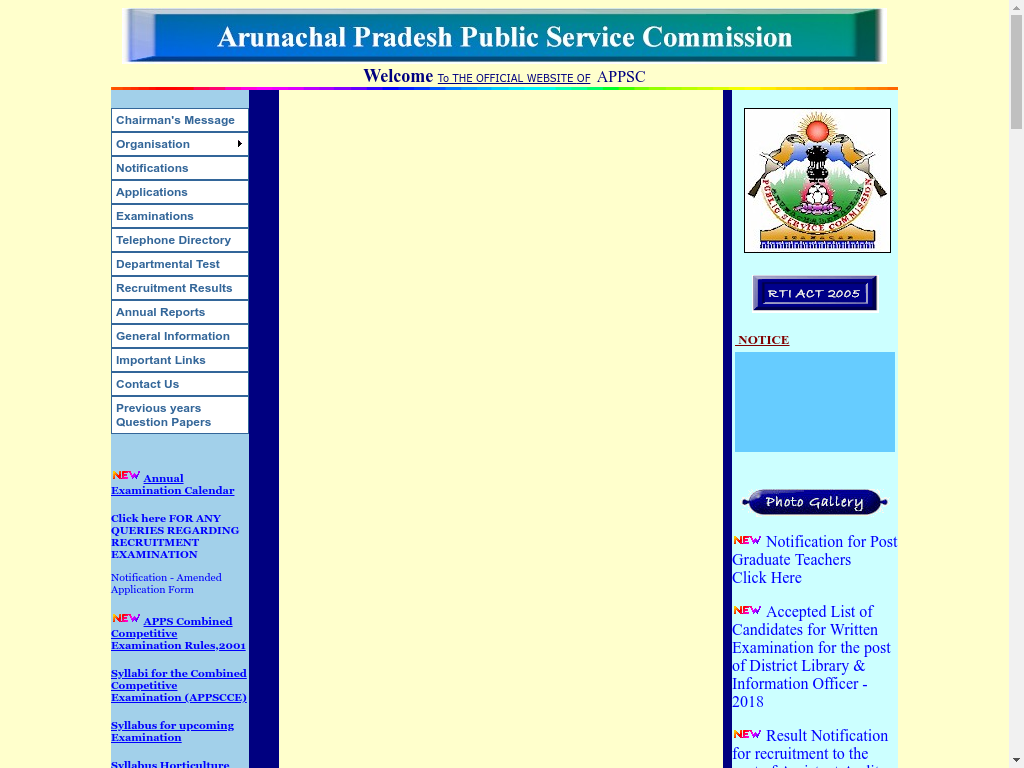 Arunachal Pradesh Public Service Commission
Welcome To THE OFFICIAL WEBSITE OF APPSC
Chairman's Message
Organisation
Notifications
Applications
Examinations
Telephone Directory
Departmental Test
Recruitment Results
Annual Reports
General Information
Important Links
Contact Us
Previous years
Question Papers
NEW Annual
Examination Calendar
Click here FOR ANY
QUERIES REGARDING
RECRUITMENT
EXAMINATION
Notification - Amended
Application Form
NEW APPS Combined
Competitive
Examination Rules,2001
Syllabi for the Combined
Competitive
Examination (APPSCCE)
Syllabus for upcoming
Examination
Syllabus Horticulture
PUBLIC SERVICE COMMISSION
RTI ACT 2005
NOTICE
Photo Gallery
NEW Notification for Post
Graduate Teachers
Click Here
NEW Accepted List of
Candidates for Written
Examination for the post
of District Library &
Information Officer -
2018
NEW Result Notification
for recruitment to the